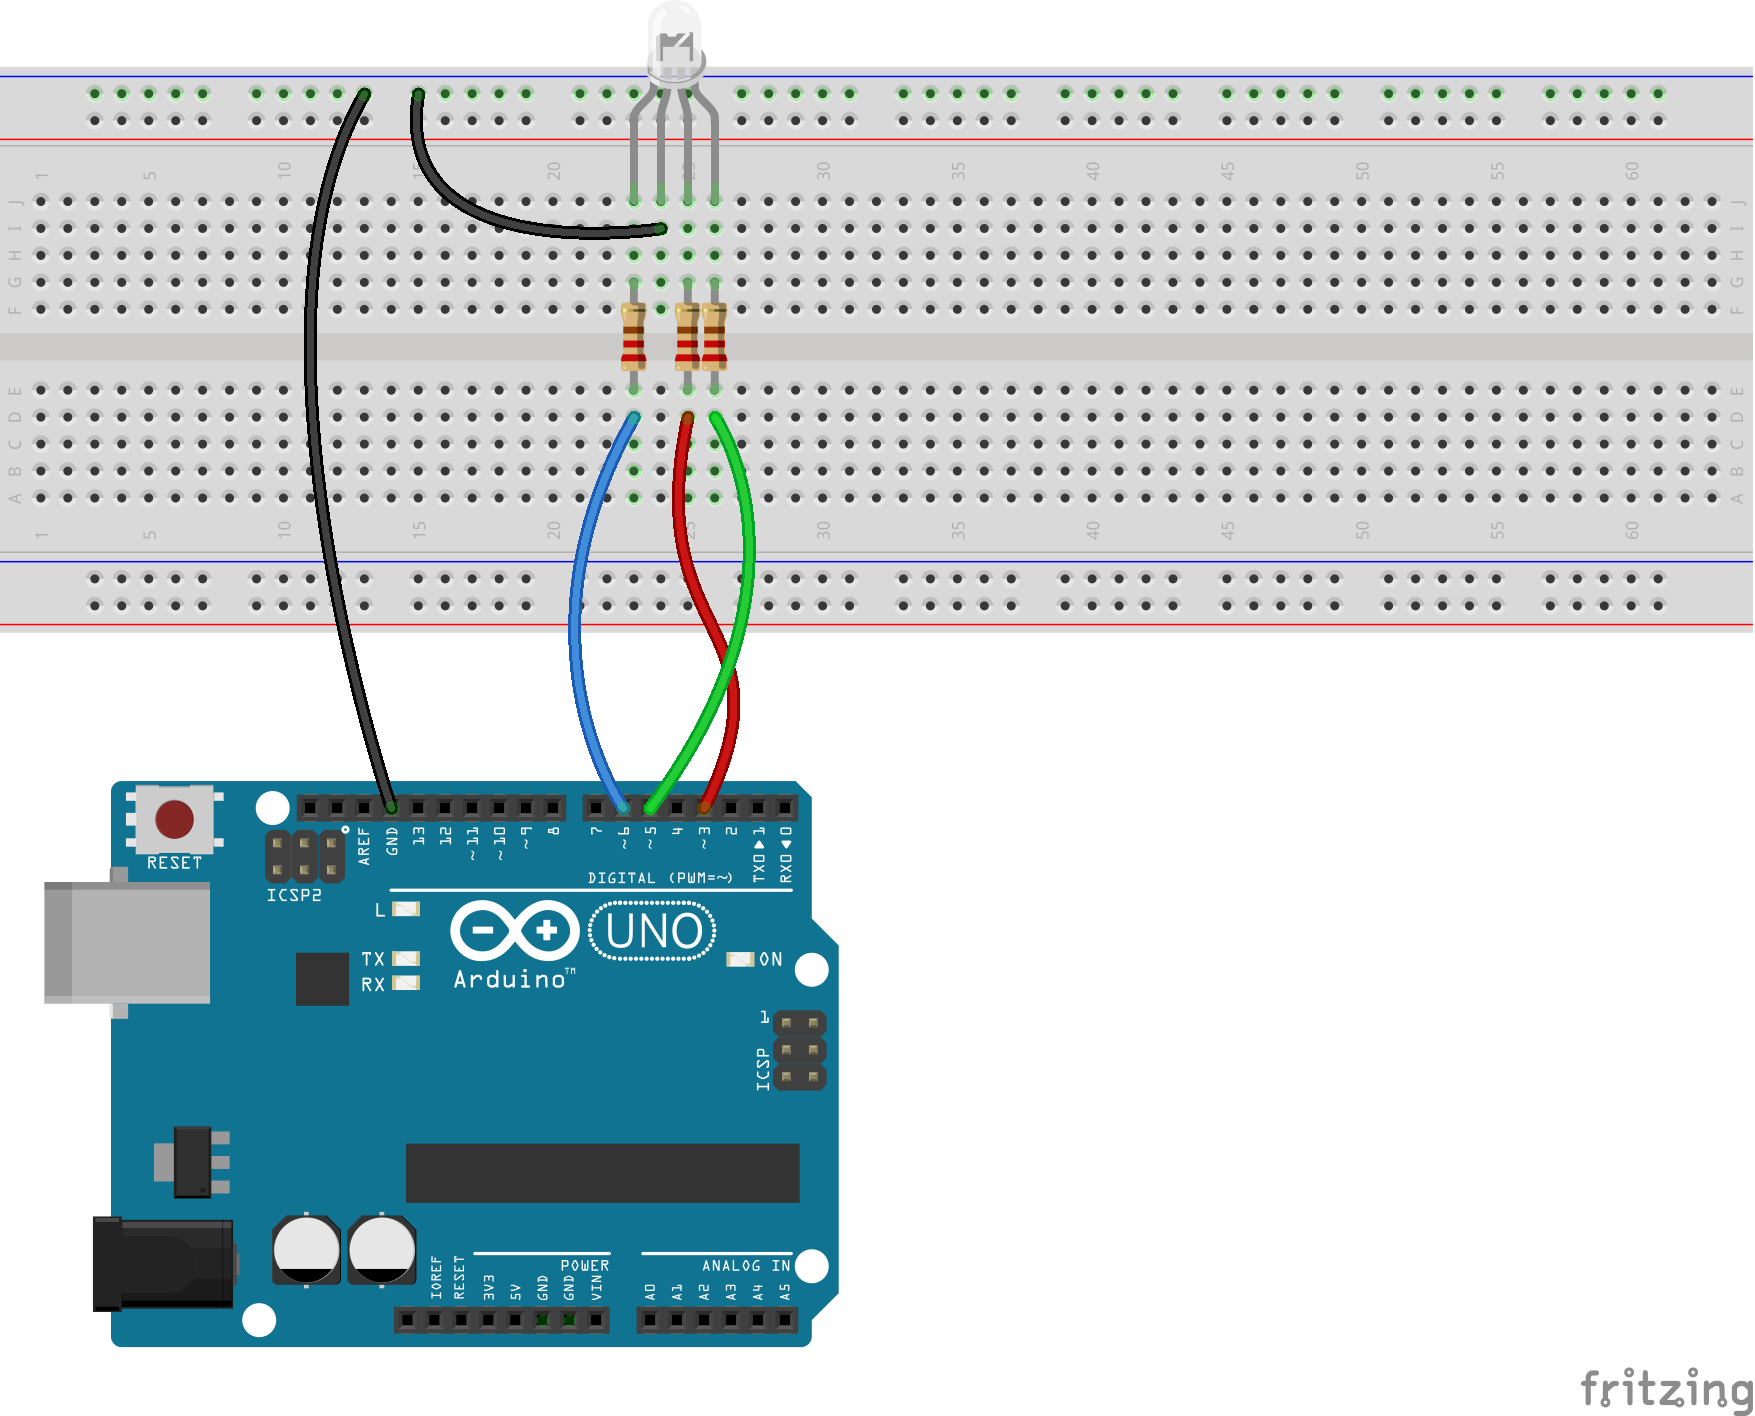 1 5 10 15 20 25 30 35 40 45 50 55 60
J J
I I
H H
G G
F F
E E
D D
C C
B B
A A
1 5 10 15 20 25 30 35 40 45 50 55 60
RESET
ICSP2
AREF GND 13 12 ~11 ~10 ~9 8 7 ~6 ~5 4 ~3 2 TX0▶1 RX0◀0
DIGITAL (PWM=~)
L
UNO
TX
ON
RX
Arduino™
1
ICSP
POWER
ANALOG IN
IOREF RESET 3V3 5V GND GND VIN A0 A1 A2 A3 A4 A5
fritzing